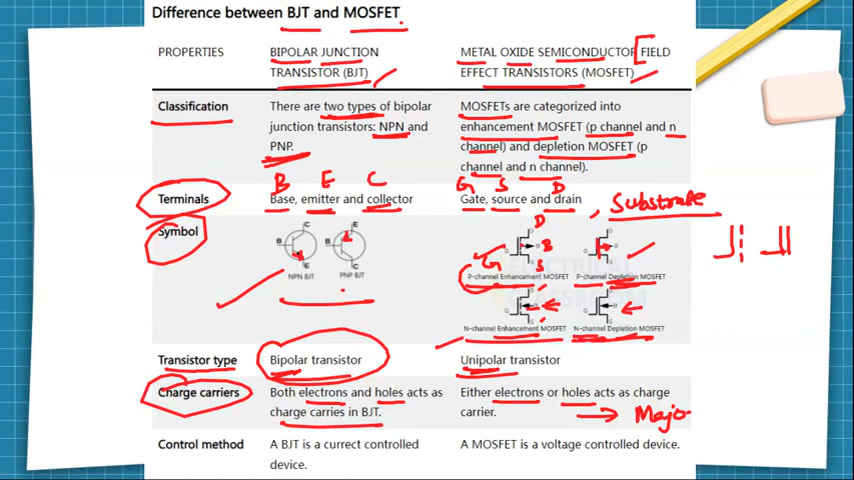 Difference between BJT and MOSFET
PROPERTIES
BIPOLAR JUNCTION
TRANSISTOR (BJT)
METAL OXIDE SEMICONDUCTOR FIELD
EFFECT TRANSISTORS (MOSFET)
Classification
There are two types of bipolar
junction transistors: NPN and
PNP.
MOSFETs are categorized into
enhancement MOSFET (p channel and n
channel) and depletion MOSFET (p
channel and n channel).
B E C
G S D
Terminals
Base, emitter and collector
Gate, source and drain
, Substrate
Symbol
C
B
E
NPN BJT
E
B
C
PNP BJT
D
G
B
S
P-channel Enhancement MOSFET
P-channel Depletion MOSFET
N-channel Enhancement MOSFET
N-channel Depletion MOSFET
Transistor type
Bipolar transistor
Unipolar transistor
Charge carriers
Both electrons and holes acts as
charge carries in BJT.
Either electrons or holes acts as charge
carrier.
Majo
Control method
A BJT is a currect controlled
device.
A MOSFET is a voltage controlled device.